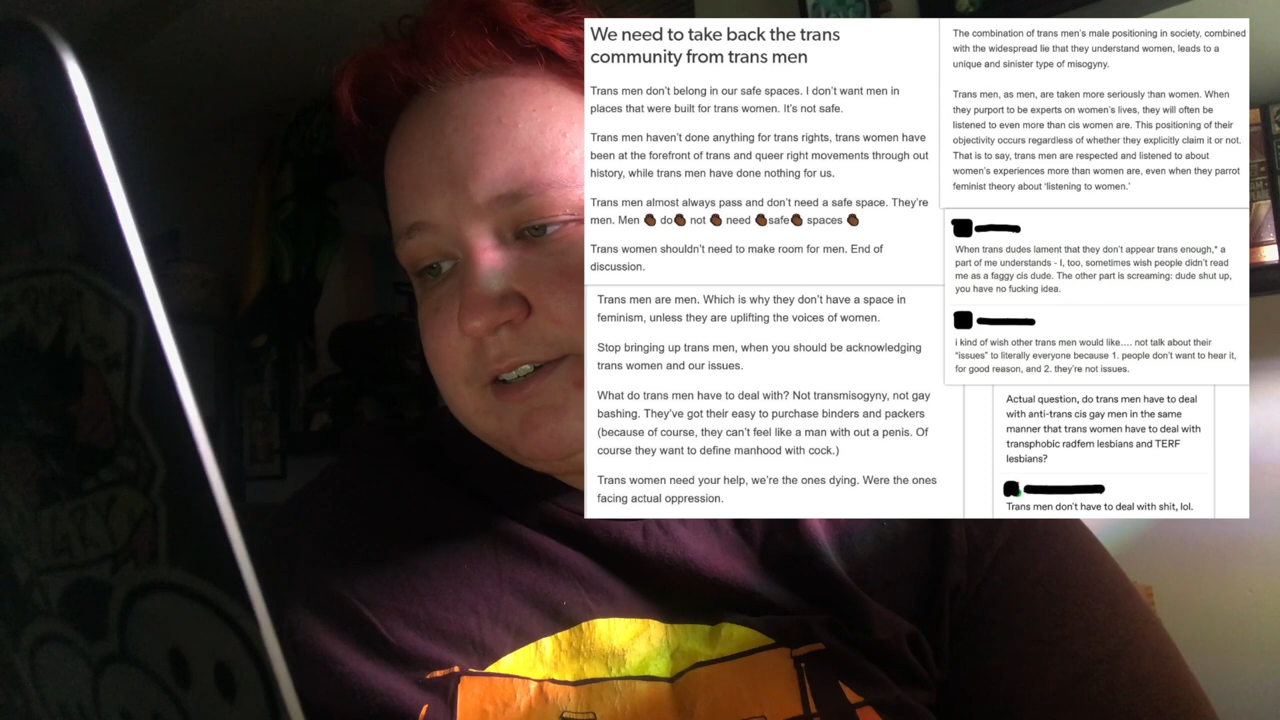 We need to take back the trans
community from trans men
Trans men don't belong in our safe spaces. I don't want men in
places that were built for trans women. It's not safe.
Trans men haven't done anything for trans rights, trans women have
been at the forefront of trans and queer right movements through out
history, while trans men have done nothing for us.
Trans men almost always pass and don't need a safe space. They're
men. Men do not need safe spaces
Trans women shouldn't need to make room for men. End of
discussion.
Trans men are men. Which is why they don't have a space in
feminism, unless they are uplifting the voices of women.
Stop bringing up trans men, when you should be acknowledging
trans women and our issues.
What do trans men have to deal with? Not transmisogyny, not gay
bashing. They've got their easy to purchase binders and packers
(because of course, they can't feel like a man with out a penis. Of
course they want to define manhood with cock.)
Trans women need your help, we're the ones dying. Were the ones
facing actual oppression.
The combination of trans men's male positioning in society, combined
with the widespread lie that they understand women, leads to a
unique and sinister type of misogyny.
Trans men, as men, are taken more seriously than women. When
they purport to be experts on women's lives, they will often be
listened to even more than cis women are. This positioning of their
objectivity occurs regardless of whether they explicitly claim it or not.
That is to say, trans men are respected and listened to about
women's experiences more than women are, even when they parrot
feminist theory about 'listening to women.'
When trans dudes lament that they don't appear trans enough,* a
part of me understands - I, too, sometimes wish people didn't read
me as a faggy cis dude. The other part is screaming: dude shut up,
you have no fucking idea.
i kind of wish other trans men would like.... not talk about their
"issues" to literally everyone because 1. people don't want to hear it,
for good reason, and 2. they're not issues.
Actual question, do trans men have to deal
with anti-trans cis gay men in the same
manner that trans women have to deal with
transphobic radfem lesbians and TERF
lesbians?
Trans men don't have to deal with shit, lol.